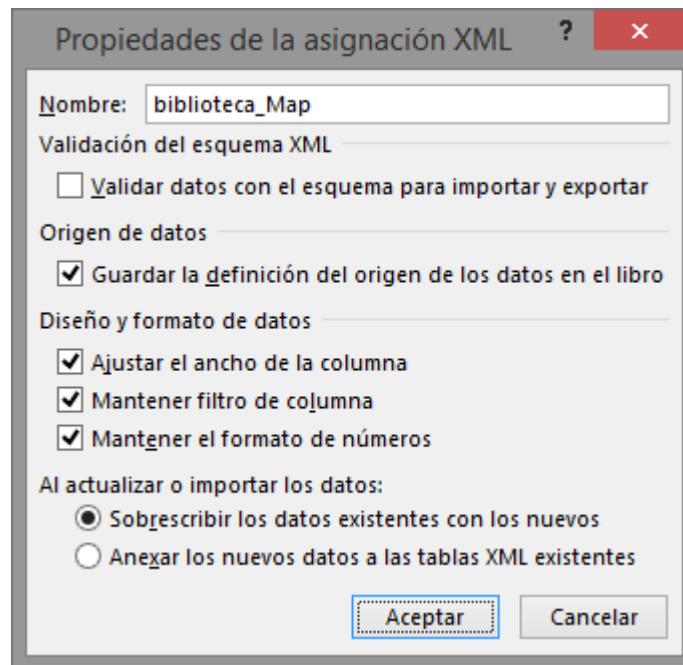 Propiedades de la asignación XML ? ×
Nombre: biblioteca_Map
Validación del esquema XML
Validar datos con el esquema para importar y exportar
Origen de datos
Guardar la definición del origen de los datos en el libro
Diseño y formato de datos
Ajustar el ancho de la columna
Mantener filtro de columna
Mantener el formato de números
Al actualizar o importar los datos:
Sobrescribir los datos existentes con los nuevos
Anexar los nuevos datos a las tablas XML existentes
Aceptar Cancelar